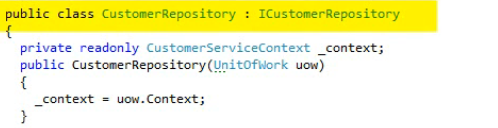 public class CustomerRepository : ICustomerRepository
{
private readonly CustomerServiceContext _context;
public CustomerRepository(UnitOfWork uow)
{
_context = uow.Context;
}